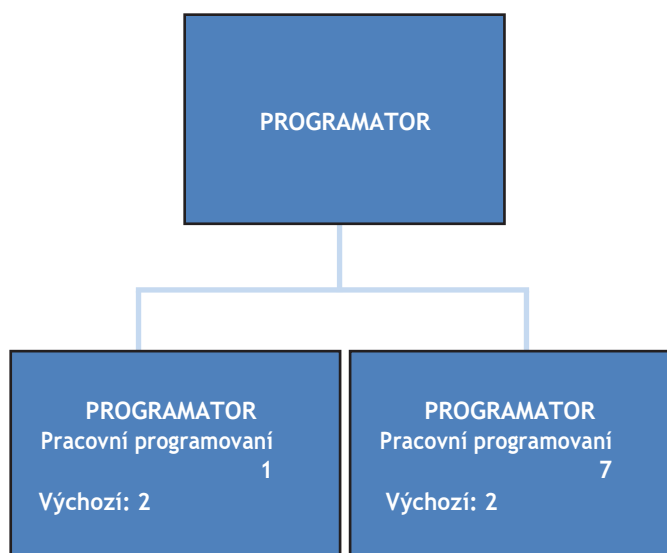 PROGRAMATOR
PROGRAMATOR
Pracovní programovaní
1
Výchozí: 2
PROGRAMATOR
Pracovní programovaní
7
Výchozí: 2